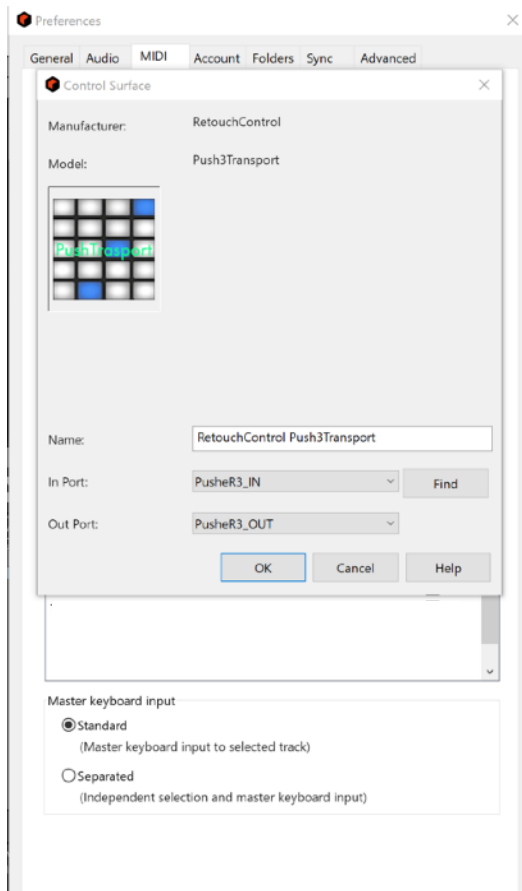 Preferences
General Audio MIDI Account Folders Sync Advanced
Control Surface
Manufacturer: RetouchControl
Model: Push3Transport
PushTrasport
Name: RetouchControl Push3Transport
In Port: PusheR3_IN Find
Out Port: PusheR3_OUT
OK Cancel Help
Master keyboard input
Standard
(Master keyboard input to selected track)
Separated
(Independent selection and master keyboard input)